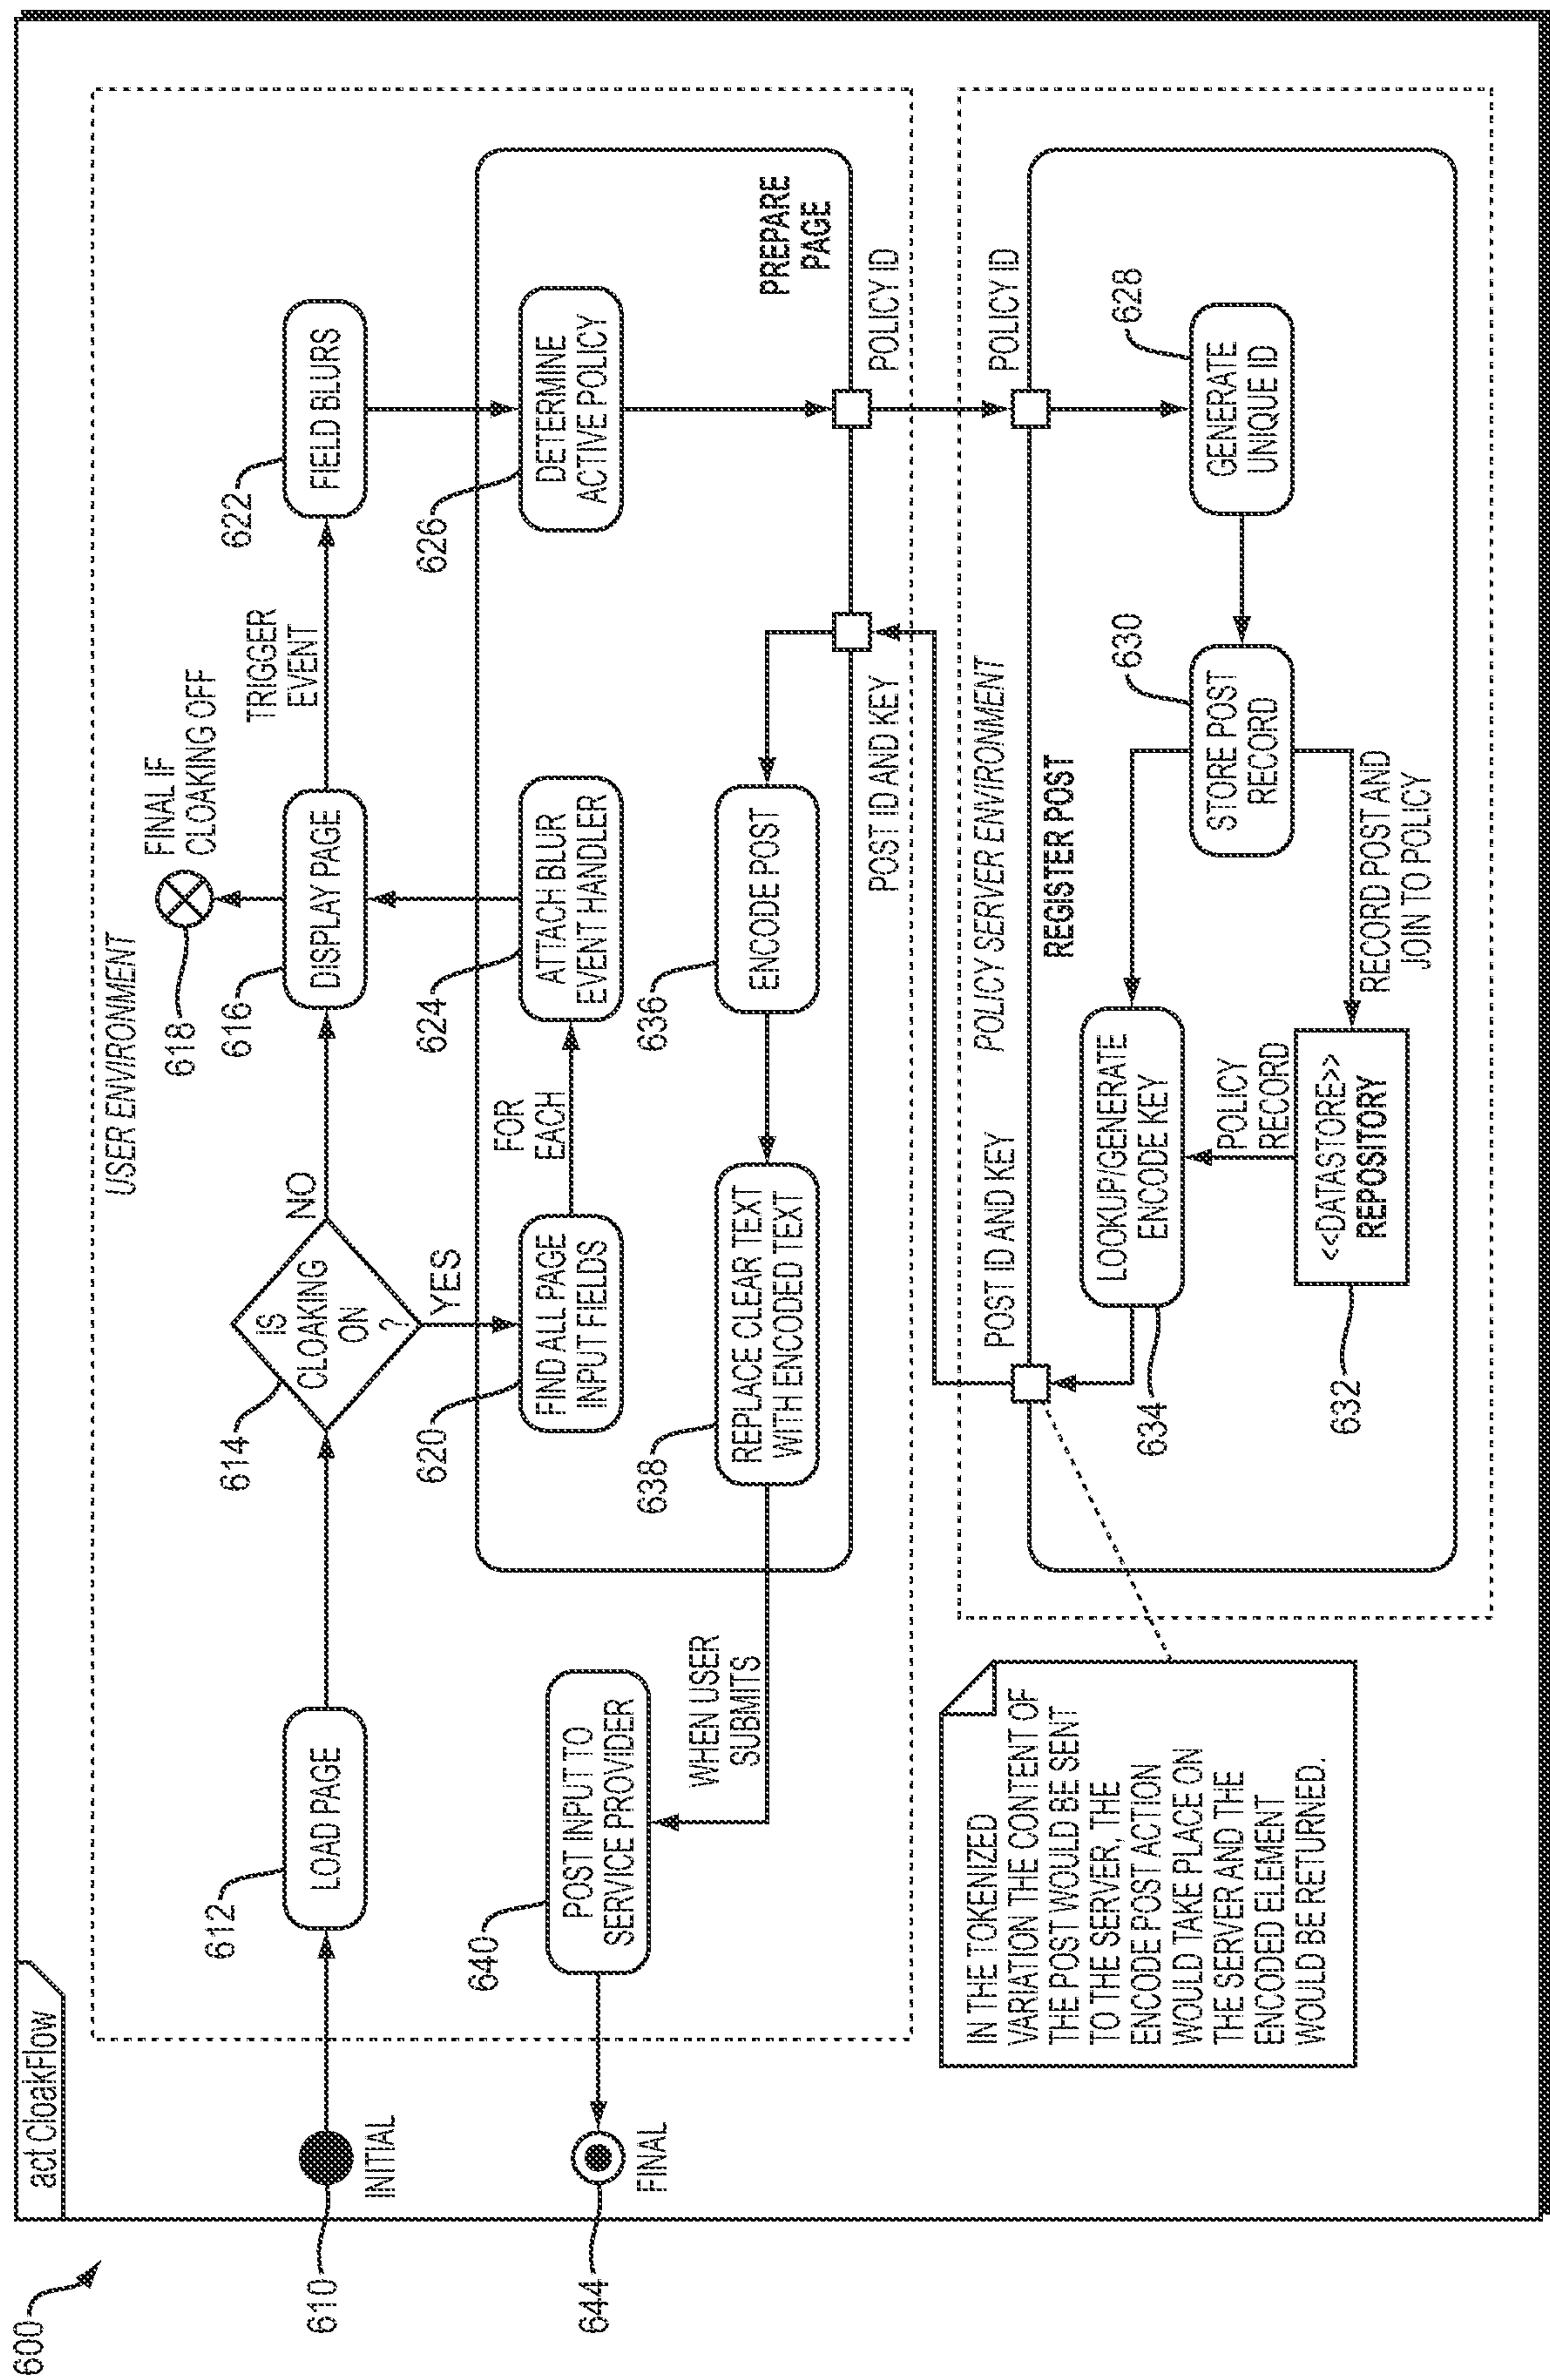 600
act CloakFlow
USER ENVIRONMENT
610
INITIAL
612
LOAD PAGE
614
IS
CLOAKING
ON
?
NO
YES
616
DISPLAY PAGE
618
FINAL IF
CLOAKING OFF
TRIGGER
EVENT
622
FIELD BLURS
620
FIND ALL PAGE
INPUT FIELDS
FOR
EACH
624
ATTACH BLUR
EVENT HANDLER
626
DETERMINE
ACTIVE POLICY
PREPARE
PAGE
638
REPLACE CLEAR TEXT
WITH ENCODED TEXT
636
ENCODE POST
WHEN USER
SUBMITS
640
POST INPUT TO
SERVICE PROVIDER
644
FINAL
POST ID AND KEY
POLICY ID
POST ID AND KEY
POLICY SERVER ENVIRONMENT
POLICY ID
REGISTER POST
628
GENERATE
UNIQUE ID
630
STORE POST
RECORD
634
LOOKUP/GENERATE
ENCODE KEY
POLICY
RECORD
RECORD POST AND
JOIN TO POLICY
632
<<DATASTORE>>
REPOSITORY
IN THE TOKENIZED
VARIATION THE CONTENT OF
THE POST WOULD BE SENT
TO THE SERVER, THE
ENCODE POST ACTION
WOULD TAKE PLACE ON
THE SERVER AND THE
ENCODED ELEMENT
WOULD BE RETURNED.